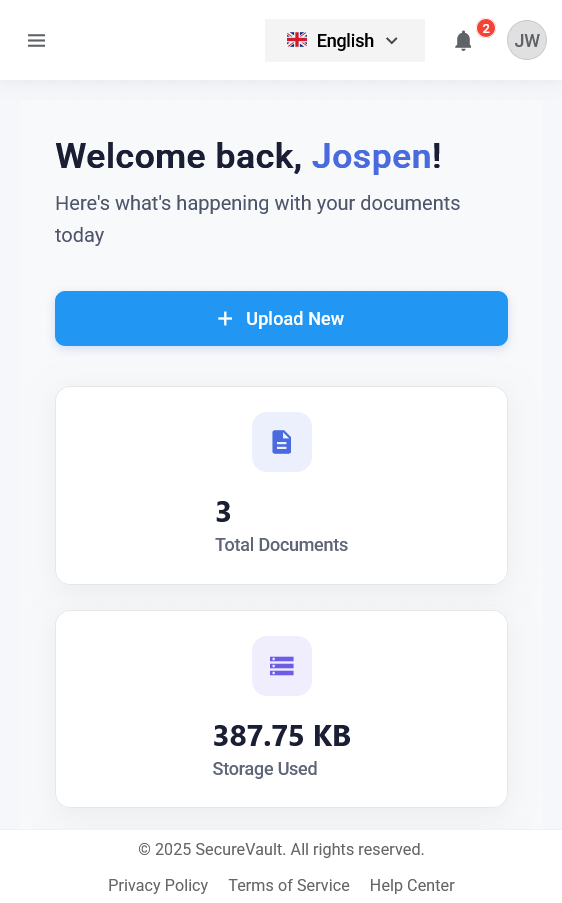 English
2
JW
Welcome back, Jospen!
Here's what's happening with your documents
today
Upload New
3
Total Documents
387.75 KB
Storage Used
© 2025 SecureVault. All rights reserved.
Privacy Policy Terms of Service Help Center